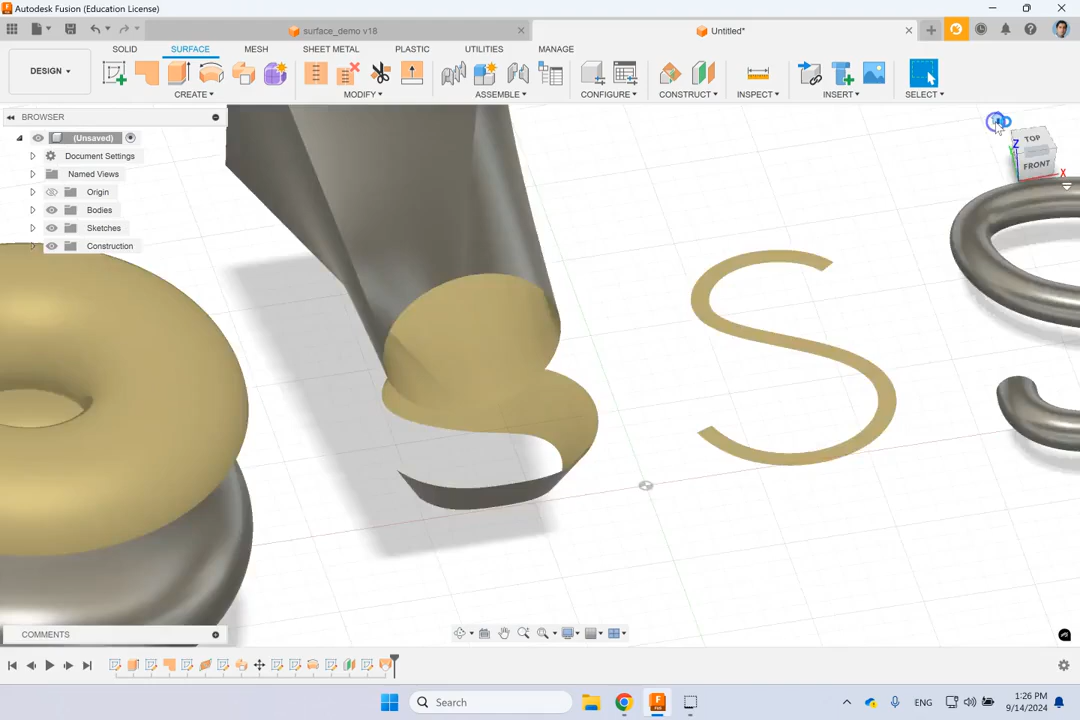 Autodesk Fusion (Education License)
surface_demo v18
Untitled*
DESIGN
SOLID SURFACE MESH SHEET METAL PLASTIC UTILITIES MANAGE
CREATE MODIFY ASSEMBLE CONFIGURE CONSTRUCT INSPECT INSERT SELECT
BROWSER
(Unsaved)
Document Settings
Named Views
Origin
Bodies
Sketches
Construction
TOP
FRONT
Z
X
COMMENTS
Search
ENG
1:26 PM
9/14/2024